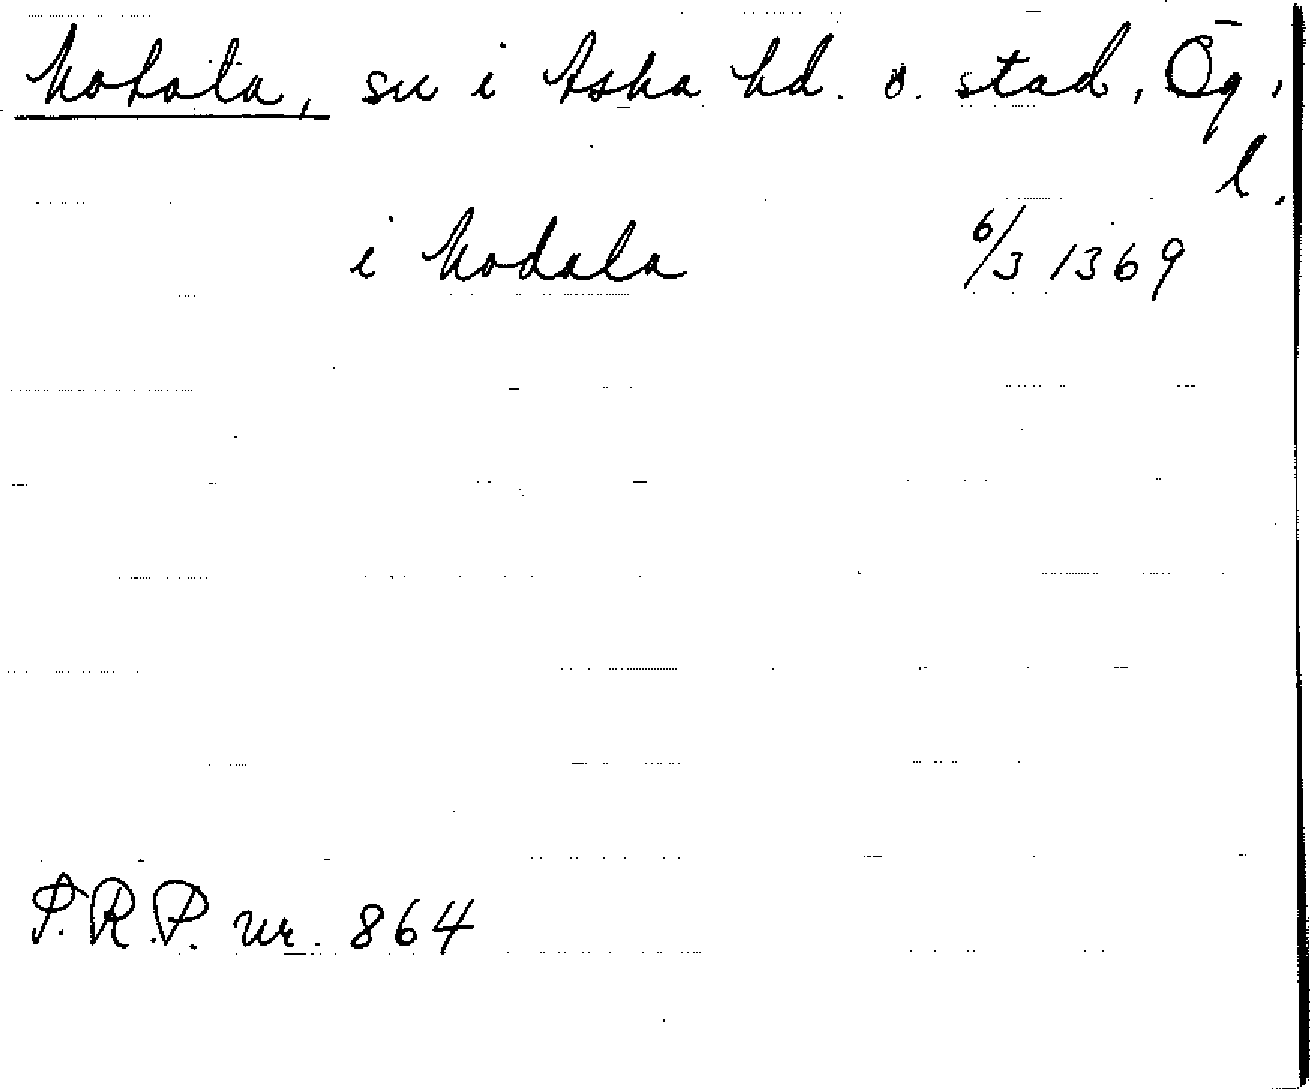 Motala, sn i Aska hd. o. stad, Ög,
l.
i Modala 6/3 1369
S.R.P. nr. 864